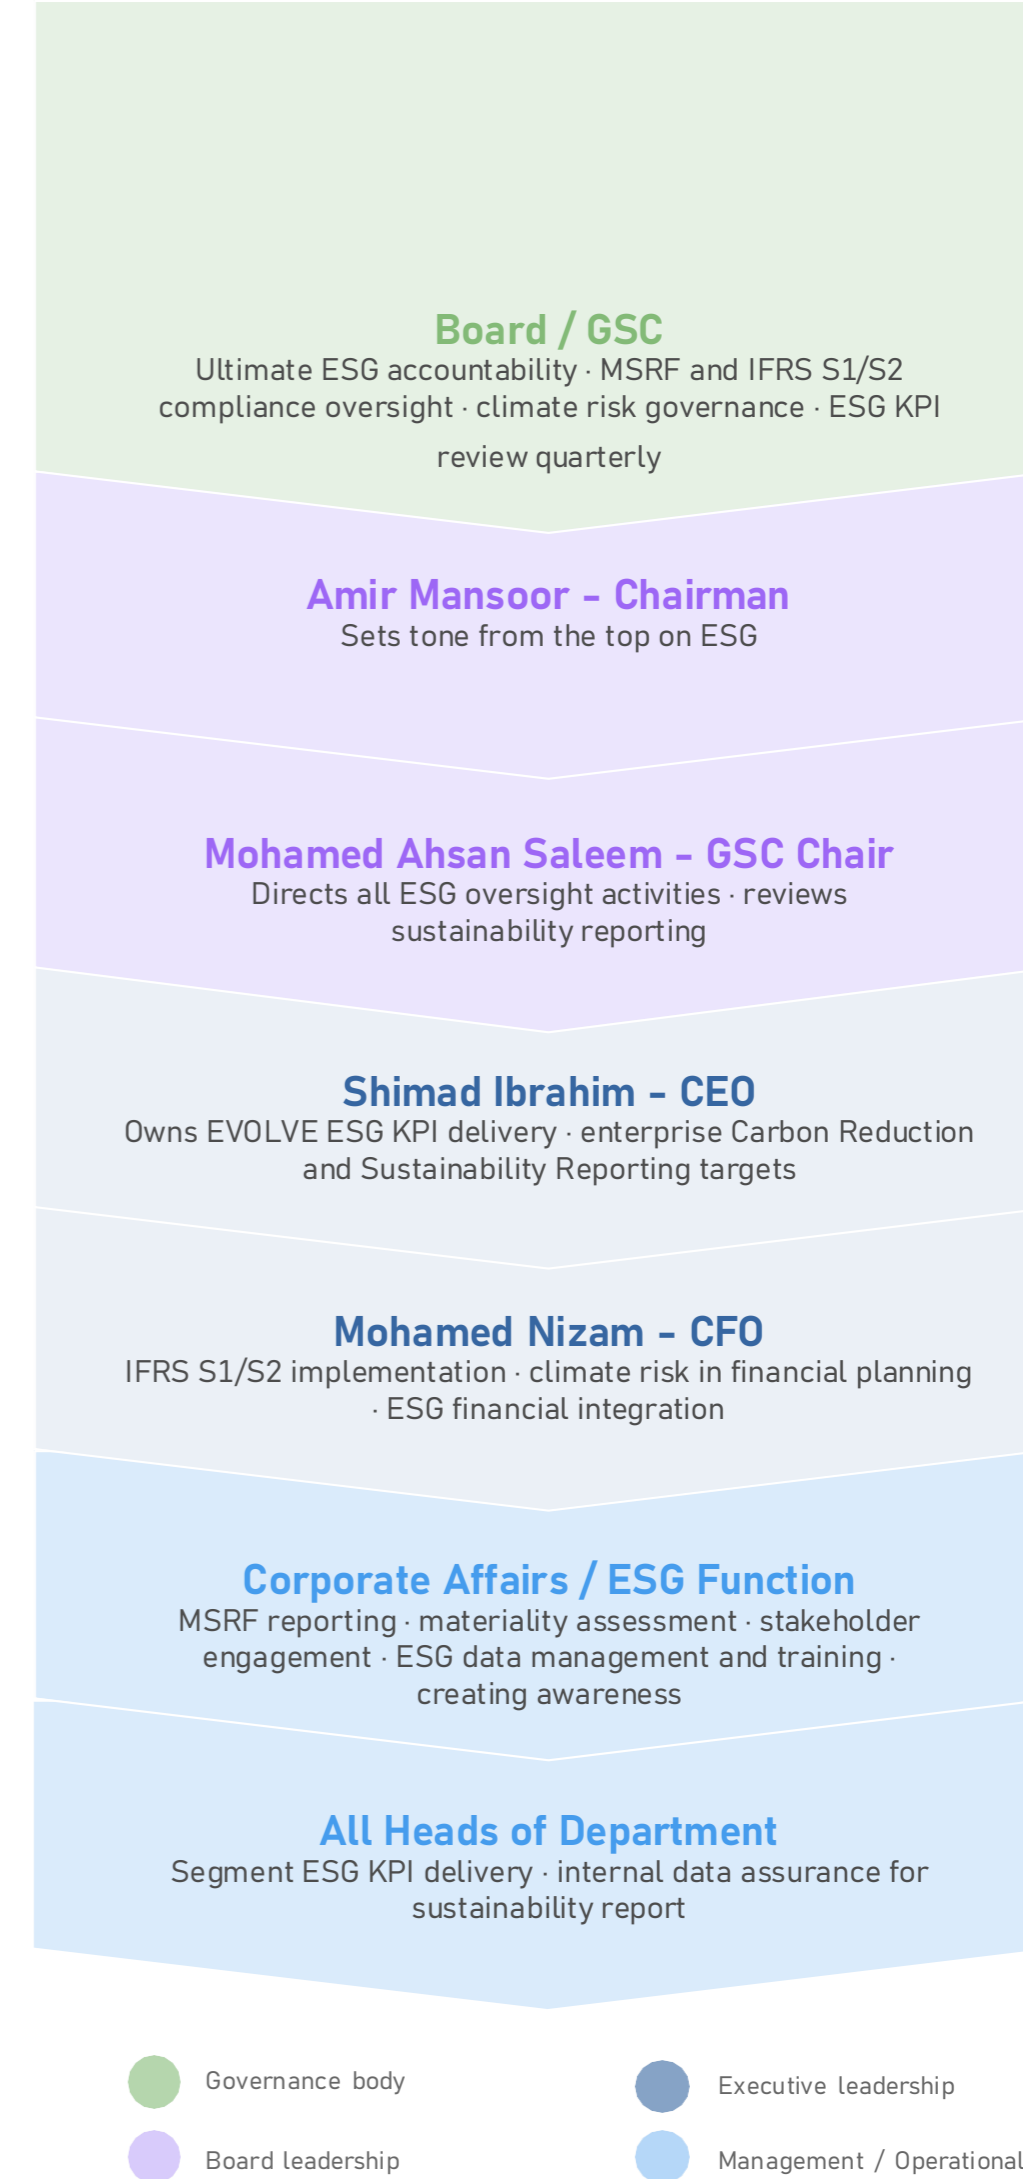 Board / GSC
Ultimate ESG accountability · MSRF and IFRS S1/S2
compliance oversight · climate risk governance · ESG KPI
review quarterly
Amir Mansoor - Chairman
Sets tone from the top on ESG
Mohamed Ahsan Saleem - GSC Chair
Directs all ESG oversight activities · reviews
sustainability reporting
Shimad Ibrahim - CEO
Owns EVOLVE ESG KPI delivery · enterprise Carbon Reduction
and Sustainability Reporting targets
Mohamed Nizam - CFO
IFRS S1/S2 implementation · climate risk in financial planning
· ESG financial integration
Corporate Affairs / ESG Function
MSRF reporting · materiality assessment · stakeholder
engagement · ESG data management and training ·
creating awareness
All Heads of Department
Segment ESG KPI delivery · internal data assurance for
sustainability report
Governance body
Executive leadership
Board leadership
Management / Operational